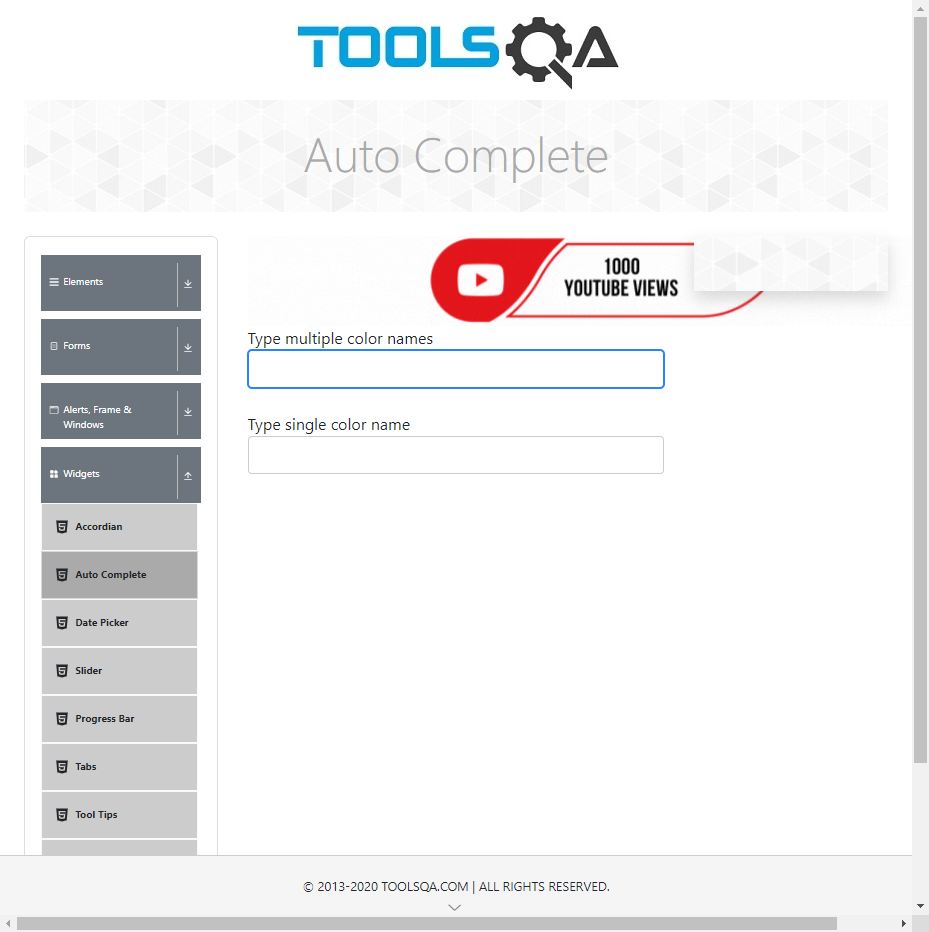 TOOLSQA
Auto Complete
Elements
Forms
Alerts, Frame &
Windows
Widgets
Accordian
Auto Complete
Date Picker
Slider
Progress Bar
Tabs
Tool Tips
1000
YOUTUBE VIEWS
Type multiple color names
Type single color name
© 2013-2020 TOOLSQA.COM | ALL RIGHTS RESERVED.